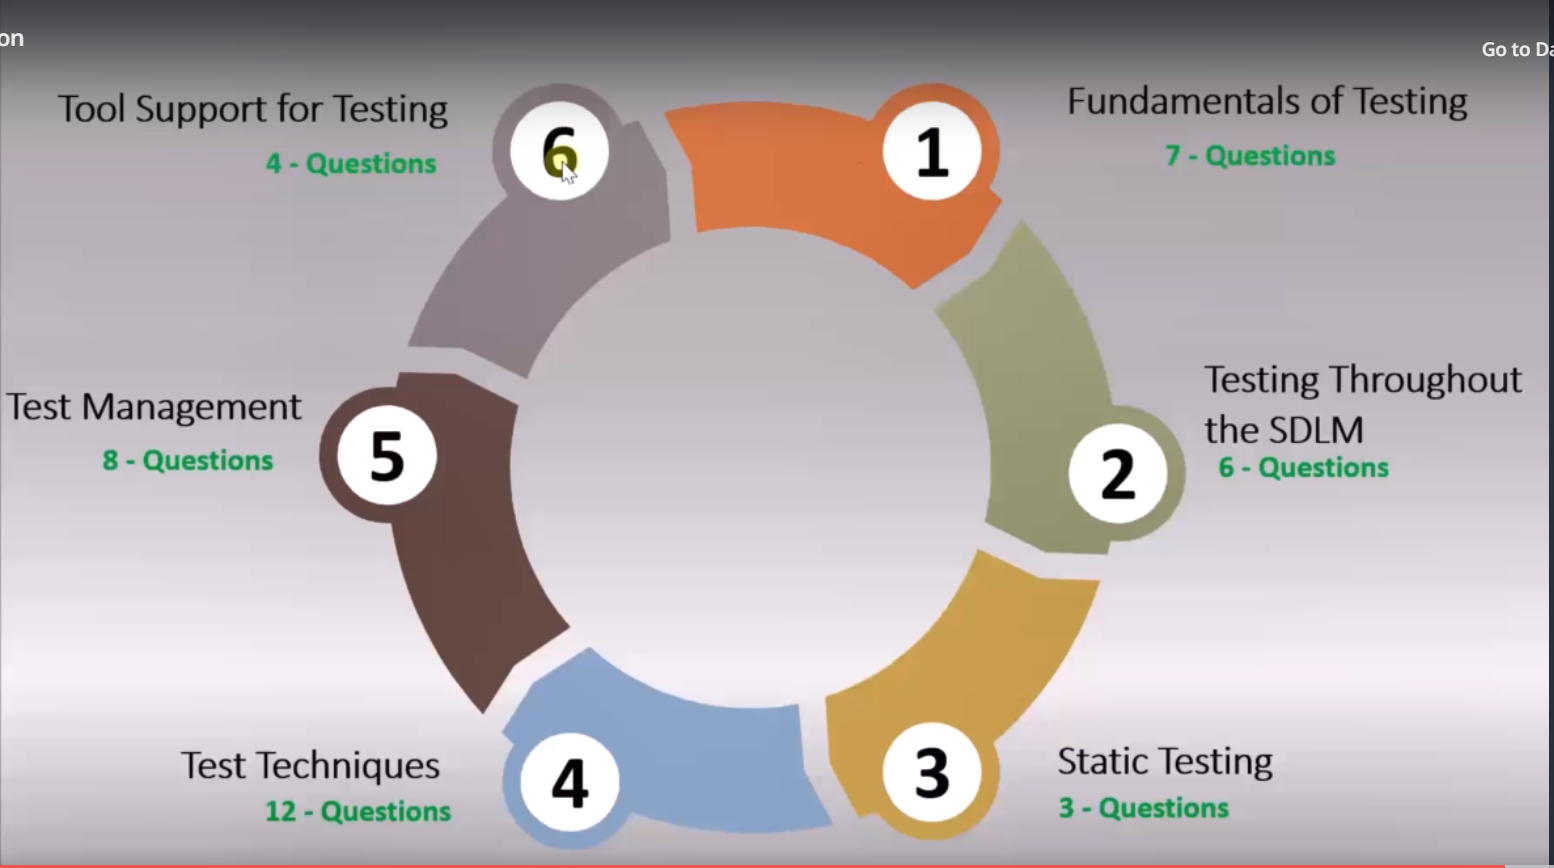 on
Go to Da
Tool Support for Testing
4 - Questions
6
1
Fundamentals of Testing
7 - Questions
Test Management
8 - Questions
5
2
Testing Throughout
the SDLM
6 - Questions
Test Techniques
12 - Questions
4
3
Static Testing
3 - Questions